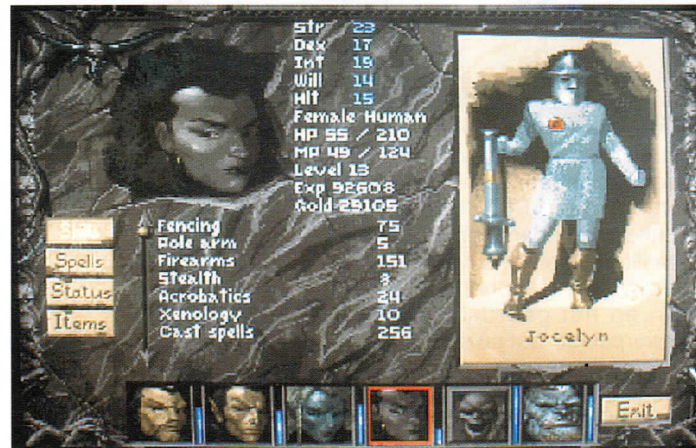 Str 23
Dex 17
Int 19
Will 14
Hlt 15
Female Human
HP 55 / 210
MP 49 / 124
Level 13
Exp 92608
Gold 29105
Fencing 75
Pole arm 5
Firearms 151
Stealth 8
Acrobatics 24
Xenology 10
Cast spells 256
Spells
Status
Items
Jocelyn
Exit